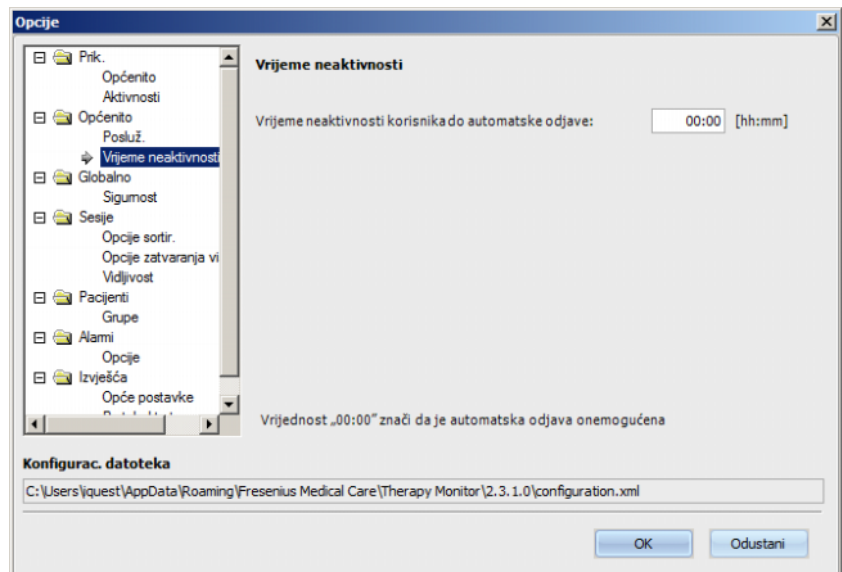 Opcije
Prik.
Općenito
Aktivnosti
Općenito
Posluž.
Vrijeme neaktivnosti
Globalno
Sigurnost
Sesije
Opcije sortir.
Opcije zatvaranja vi
Vidljivost
Pacijenti
Grupe
Alarmi
Opcije
Izvješća
Opće postavke
Vrijeme neaktivnosti
Vrijeme neaktivnosti korisnika do automatske odjave: 00:00 [hh:mm]
Vrijednost „00:00” znači da je automatska odjava onemogućena
Konfigurac. datoteka
C:\Users\iquest\AppData\Roaming\Fresenius Medical Care\Therapy Monitor\2.3.1.0\configuration.xml
OK Odustani